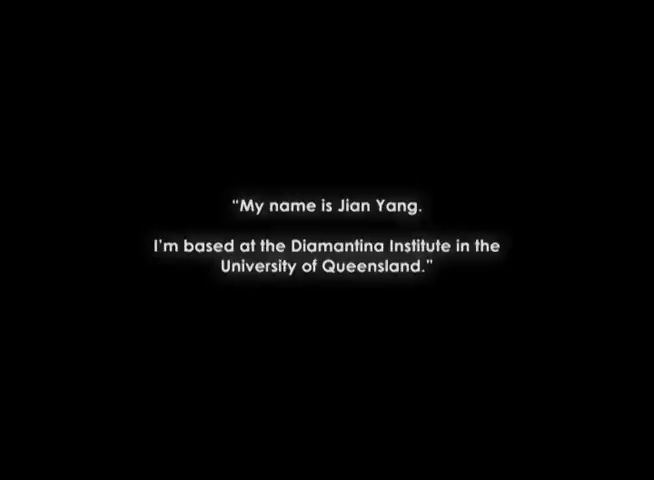 “My name is Jian Yang.
I’m based at the Diamantina Institute in the
University of Queensland.”